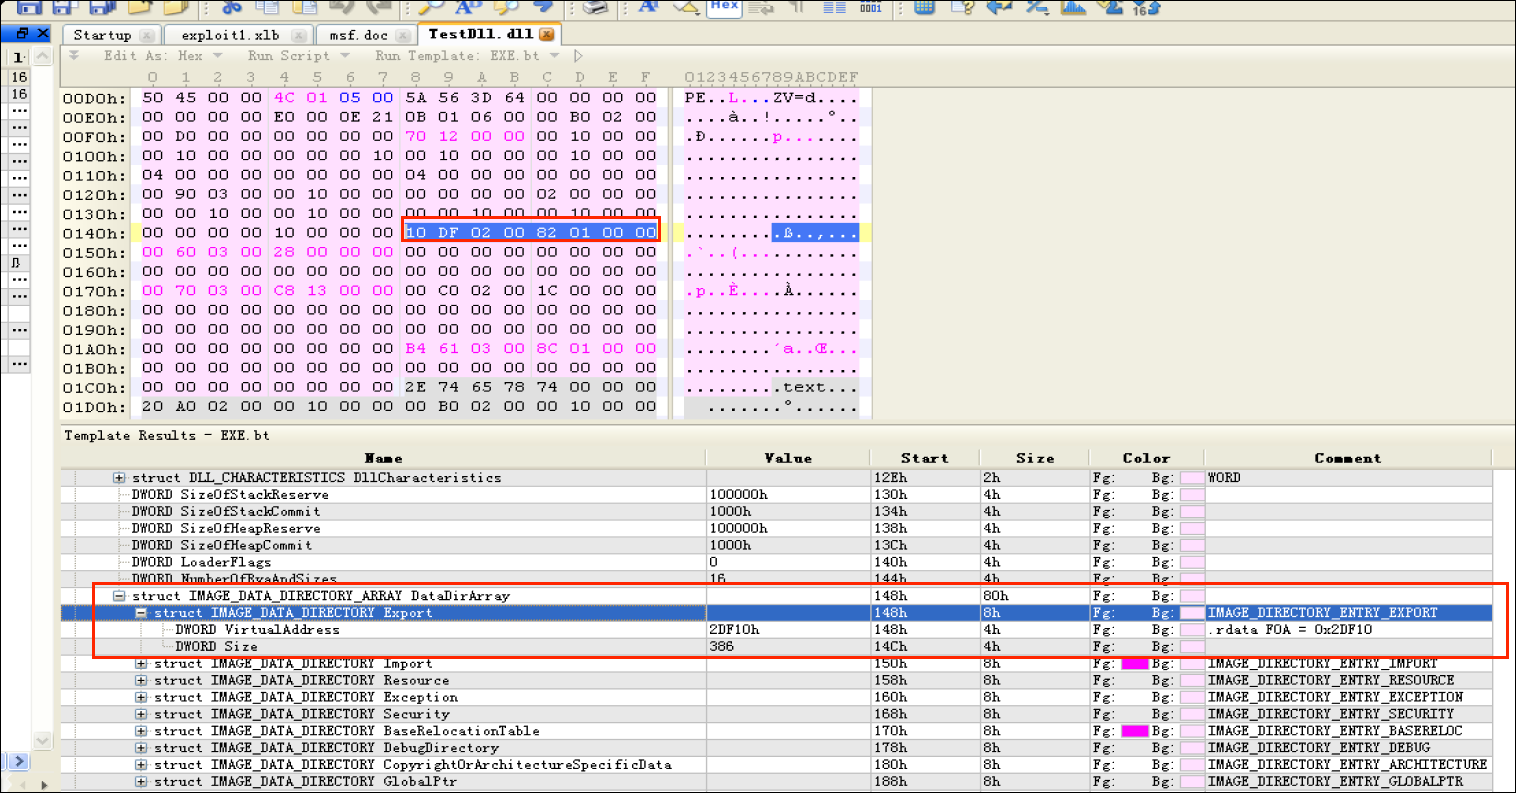 Hex
16
Startup
exploit1.xlb
msf.doc
TestDll.dll
1
Edit As: Hex
Run Script
Run Template: EXE.bt
0 1 2 3 4 5 6 7 8 9 A B C D E F 0123456789ABCDEF
16
16
00D0h: 50 45 00 00 4C 01 05 00 5A 56 3D 64 00 00 00 00 PE..L...ZV=d....
00E0h: 00 00 00 00 E0 00 0E 21 0B 01 06 00 00 B0 02 00 ....à..!.....°..
00F0h: 00 D0 00 00 00 00 00 00 70 12 00 00 00 10 00 00 .Ð......p.......
0100h: 00 10 00 00 00 00 00 10 00 10 00 00 00 10 00 00 ................
0110h: 04 00 00 00 00 00 00 00 04 00 00 00 00 00 00 00 ................
0120h: 00 90 03 00 00 10 00 00 00 00 00 00 02 00 00 00 ................
0130h: 00 00 10 00 00 10 00 00 00 00 10 00 00 10 00 00 ................
0140h: 00 00 00 00 10 00 00 00 10 DF 02 00 82 01 00 00 .........ß..‚...
0150h: 00 60 03 00 28 00 00 00 00 00 00 00 00 00 00 00 .`..(...........
0160h: 00 00 00 00 00 00 00 00 00 00 00 00 00 00 00 00 ................
0170h: 00 70 03 00 C8 13 00 00 00 C0 02 00 1C 00 00 00 .p..È....À......
0180h: 00 00 00 00 00 00 00 00 00 00 00 00 00 00 00 00 ................
0190h: 00 00 00 00 00 00 00 00 00 00 00 00 00 00 00 00 ................
01A0h: 00 00 00 00 00 00 00 00 B4 61 03 00 8C 01 00 00 ........´a..Œ...
01B0h: 00 00 00 00 00 00 00 00 00 00 00 00 00 00 00 00 ................
01C0h: 00 00 00 00 00 00 00 00 2E 74 65 78 74 00 00 00 .........text...
01D0h: 20 A0 02 00 00 10 00 00 00 B0 02 00 00 10 00 00  .......°......
Template Results - EXE.bt
Name Value Start Size Color Comment
struct DLL_CHARACTERISTICS DllCharacteristics 12Eh 2h Fg: Bg: WORD
DWORD SizeOfStackReserve 100000h 130h 4h Fg: Bg:
DWORD SizeOfStackCommit 1000h 134h 4h Fg: Bg:
DWORD SizeOfHeapReserve 100000h 138h 4h Fg: Bg:
DWORD SizeOfHeapCommit 1000h 13Ch 4h Fg: Bg:
DWORD LoaderFlags 0 140h 4h Fg: Bg:
DWORD NumberOfRvaAndSizes 16 144h 4h Fg: Bg:
struct IMAGE_DATA_DIRECTORY_ARRAY DataDirArray 148h 80h Fg: Bg:
struct IMAGE_DATA_DIRECTORY Export 148h 8h Fg: Bg: IMAGE_DIRECTORY_ENTRY_EXPORT
DWORD VirtualAddress 2DF10h 148h 4h Fg: Bg: .rdata FOA = 0x2DF10
DWORD Size 386 14Ch 4h Fg: Bg:
struct IMAGE_DATA_DIRECTORY Import 150h 8h Fg: Bg: IMAGE_DIRECTORY_ENTRY_IMPORT
struct IMAGE_DATA_DIRECTORY Resource 158h 8h Fg: Bg: IMAGE_DIRECTORY_ENTRY_RESOURCE
struct IMAGE_DATA_DIRECTORY Exception 160h 8h Fg: Bg: IMAGE_DIRECTORY_ENTRY_EXCEPTION
struct IMAGE_DATA_DIRECTORY Security 168h 8h Fg: Bg: IMAGE_DIRECTORY_ENTRY_SECURITY
struct IMAGE_DATA_DIRECTORY BaseRelocationTable 170h 8h Fg: Bg: IMAGE_DIRECTORY_ENTRY_BASERELOC
struct IMAGE_DATA_DIRECTORY DebugDirectory 178h 8h Fg: Bg: IMAGE_DIRECTORY_ENTRY_DEBUG
struct IMAGE_DATA_DIRECTORY CopyrightOrArchitectureSpecificData 180h 8h Fg: Bg: IMAGE_DIRECTORY_ENTRY_ARCHITECTURE
struct IMAGE_DATA_DIRECTORY GlobalPtr 188h 8h Fg: Bg: IMAGE_DIRECTORY_ENTRY_GLOBALPTR